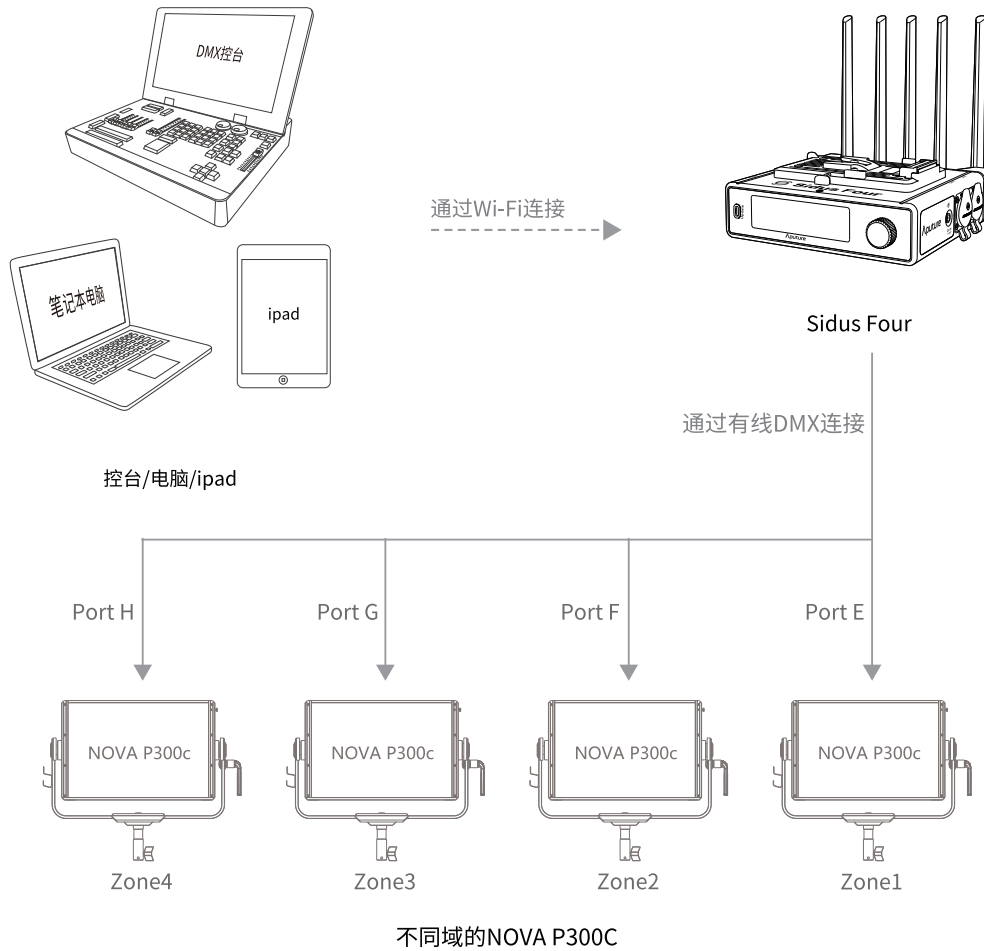 DMX控台
通过Wi-Fi连接
Sidus Four
Aputure
Aputure
笔记本电脑
ipad
Sidus Four
通过有线DMX连接
控台/电脑/ipad
Port H
Port G
Port F
Port E
NOVA P300c
NOVA P300c
NOVA P300c
NOVA P300c
Zone4
Zone3
Zone2
Zone1
不同域的NOVA P300C